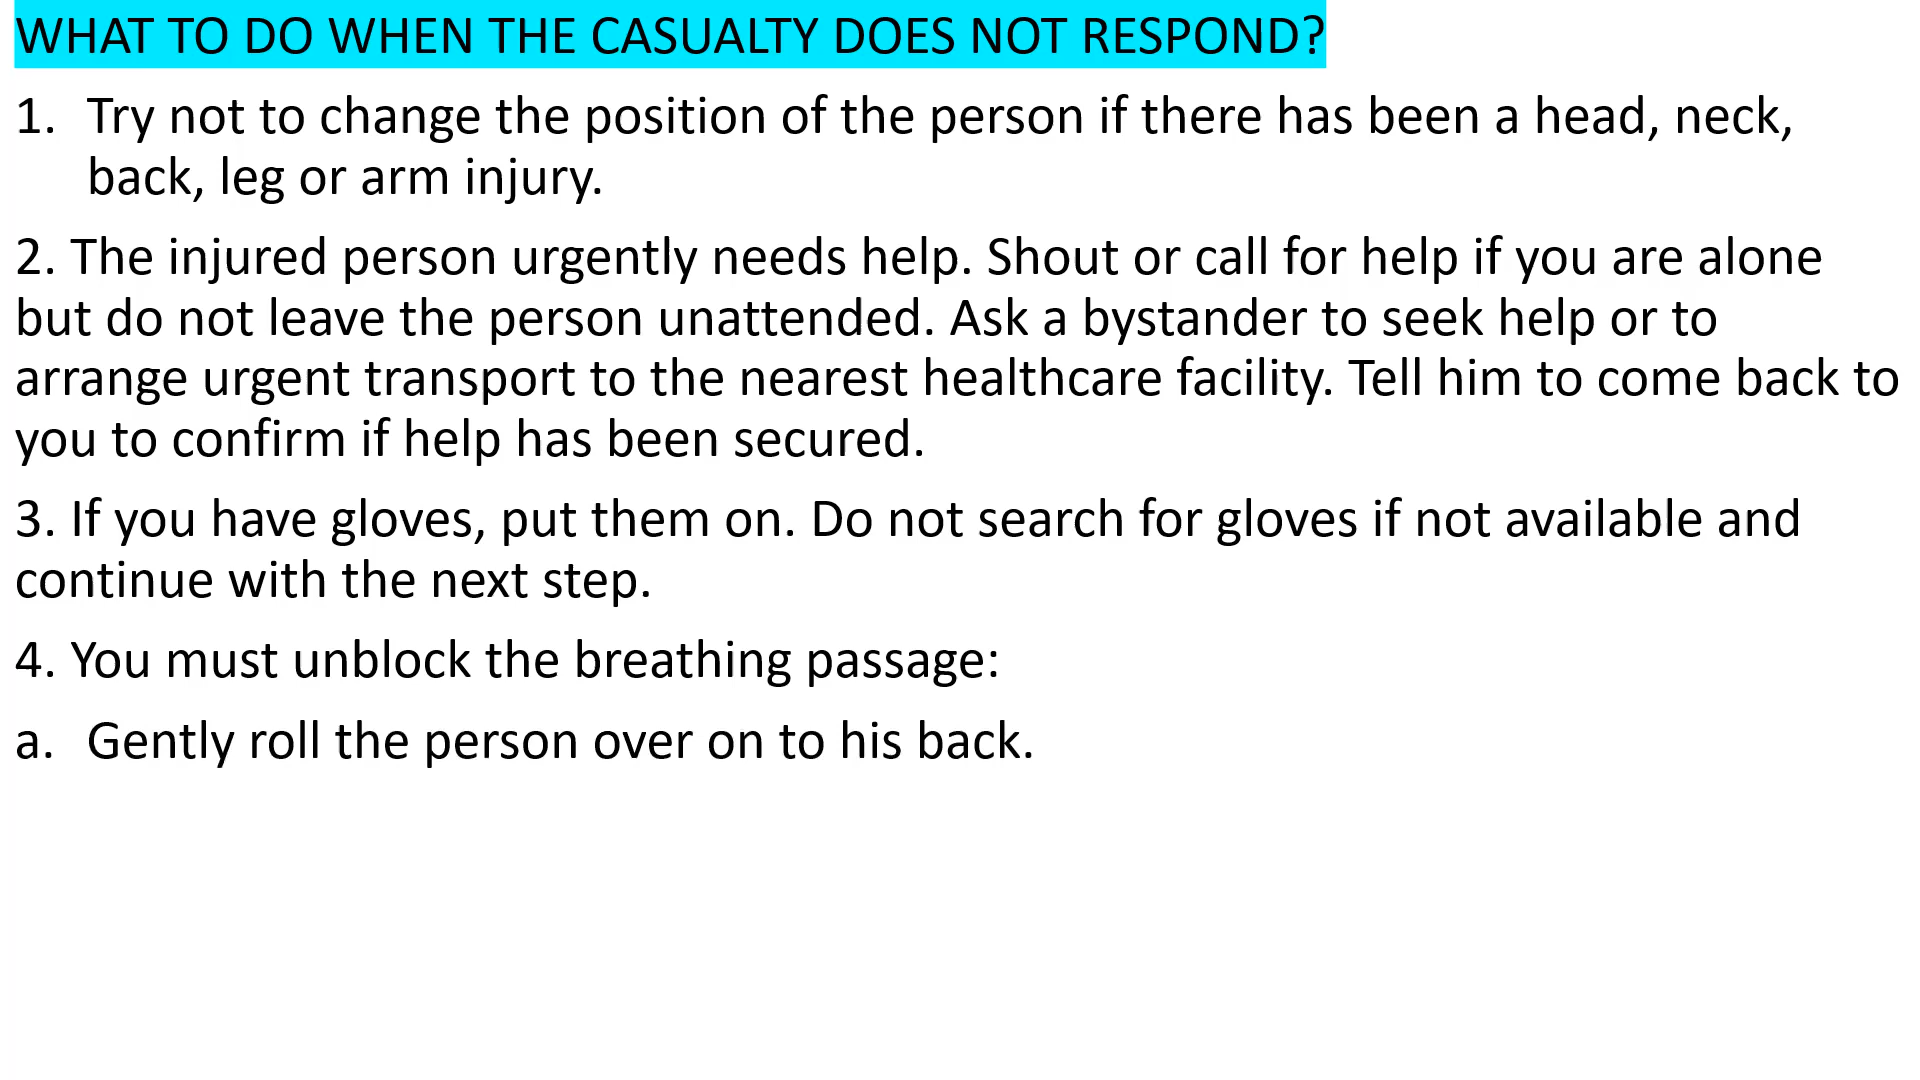 WHAT TO DO WHEN THE CASUALTY DOES NOT RESPOND?
1. Try not to change the position of the person if there has been a head, neck,
back, leg or arm injury.
2. The injured person urgently needs help. Shout or call for help if you are alone
but do not leave the person unattended. Ask a bystander to seek help or to
arrange urgent transport to the nearest healthcare facility. Tell him to come back to
you to confirm if help has been secured.
3. If you have gloves, put them on. Do not search for gloves if not available and
continue with the next step.
4. You must unblock the breathing passage:
a. Gently roll the person over on to his back.